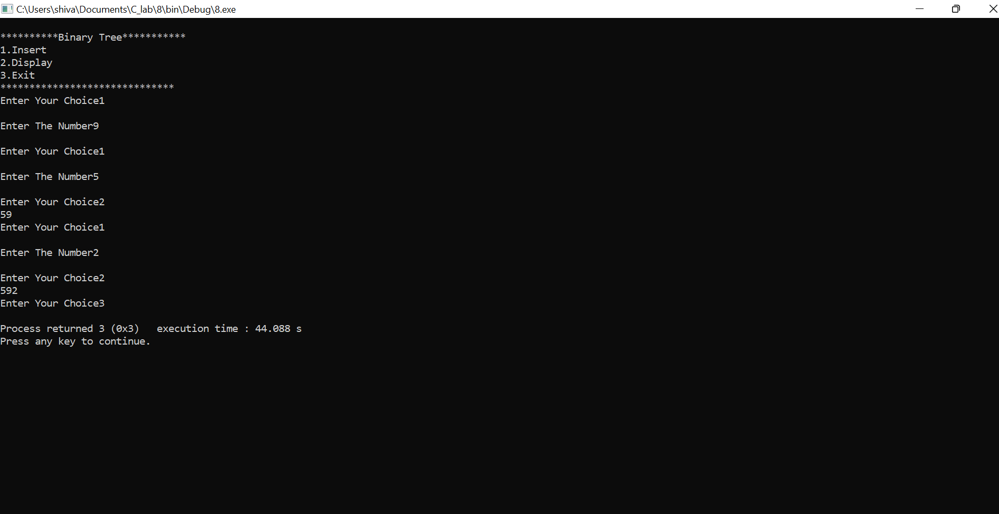 C:\Users\shiva\Documents\C_lab\8\bin\Debug\8.exe
**********Binary Tree***********
1.Insert
2.Display
3.Exit
******************************
Enter Your Choice1
Enter The Number9
Enter Your Choice1
Enter The Number5
Enter Your Choice2
59
Enter Your Choice1
Enter The Number2
Enter Your Choice2
592
Enter Your Choice3
Process returned 3 (0x3)   execution time : 44.088 s
Press any key to continue.